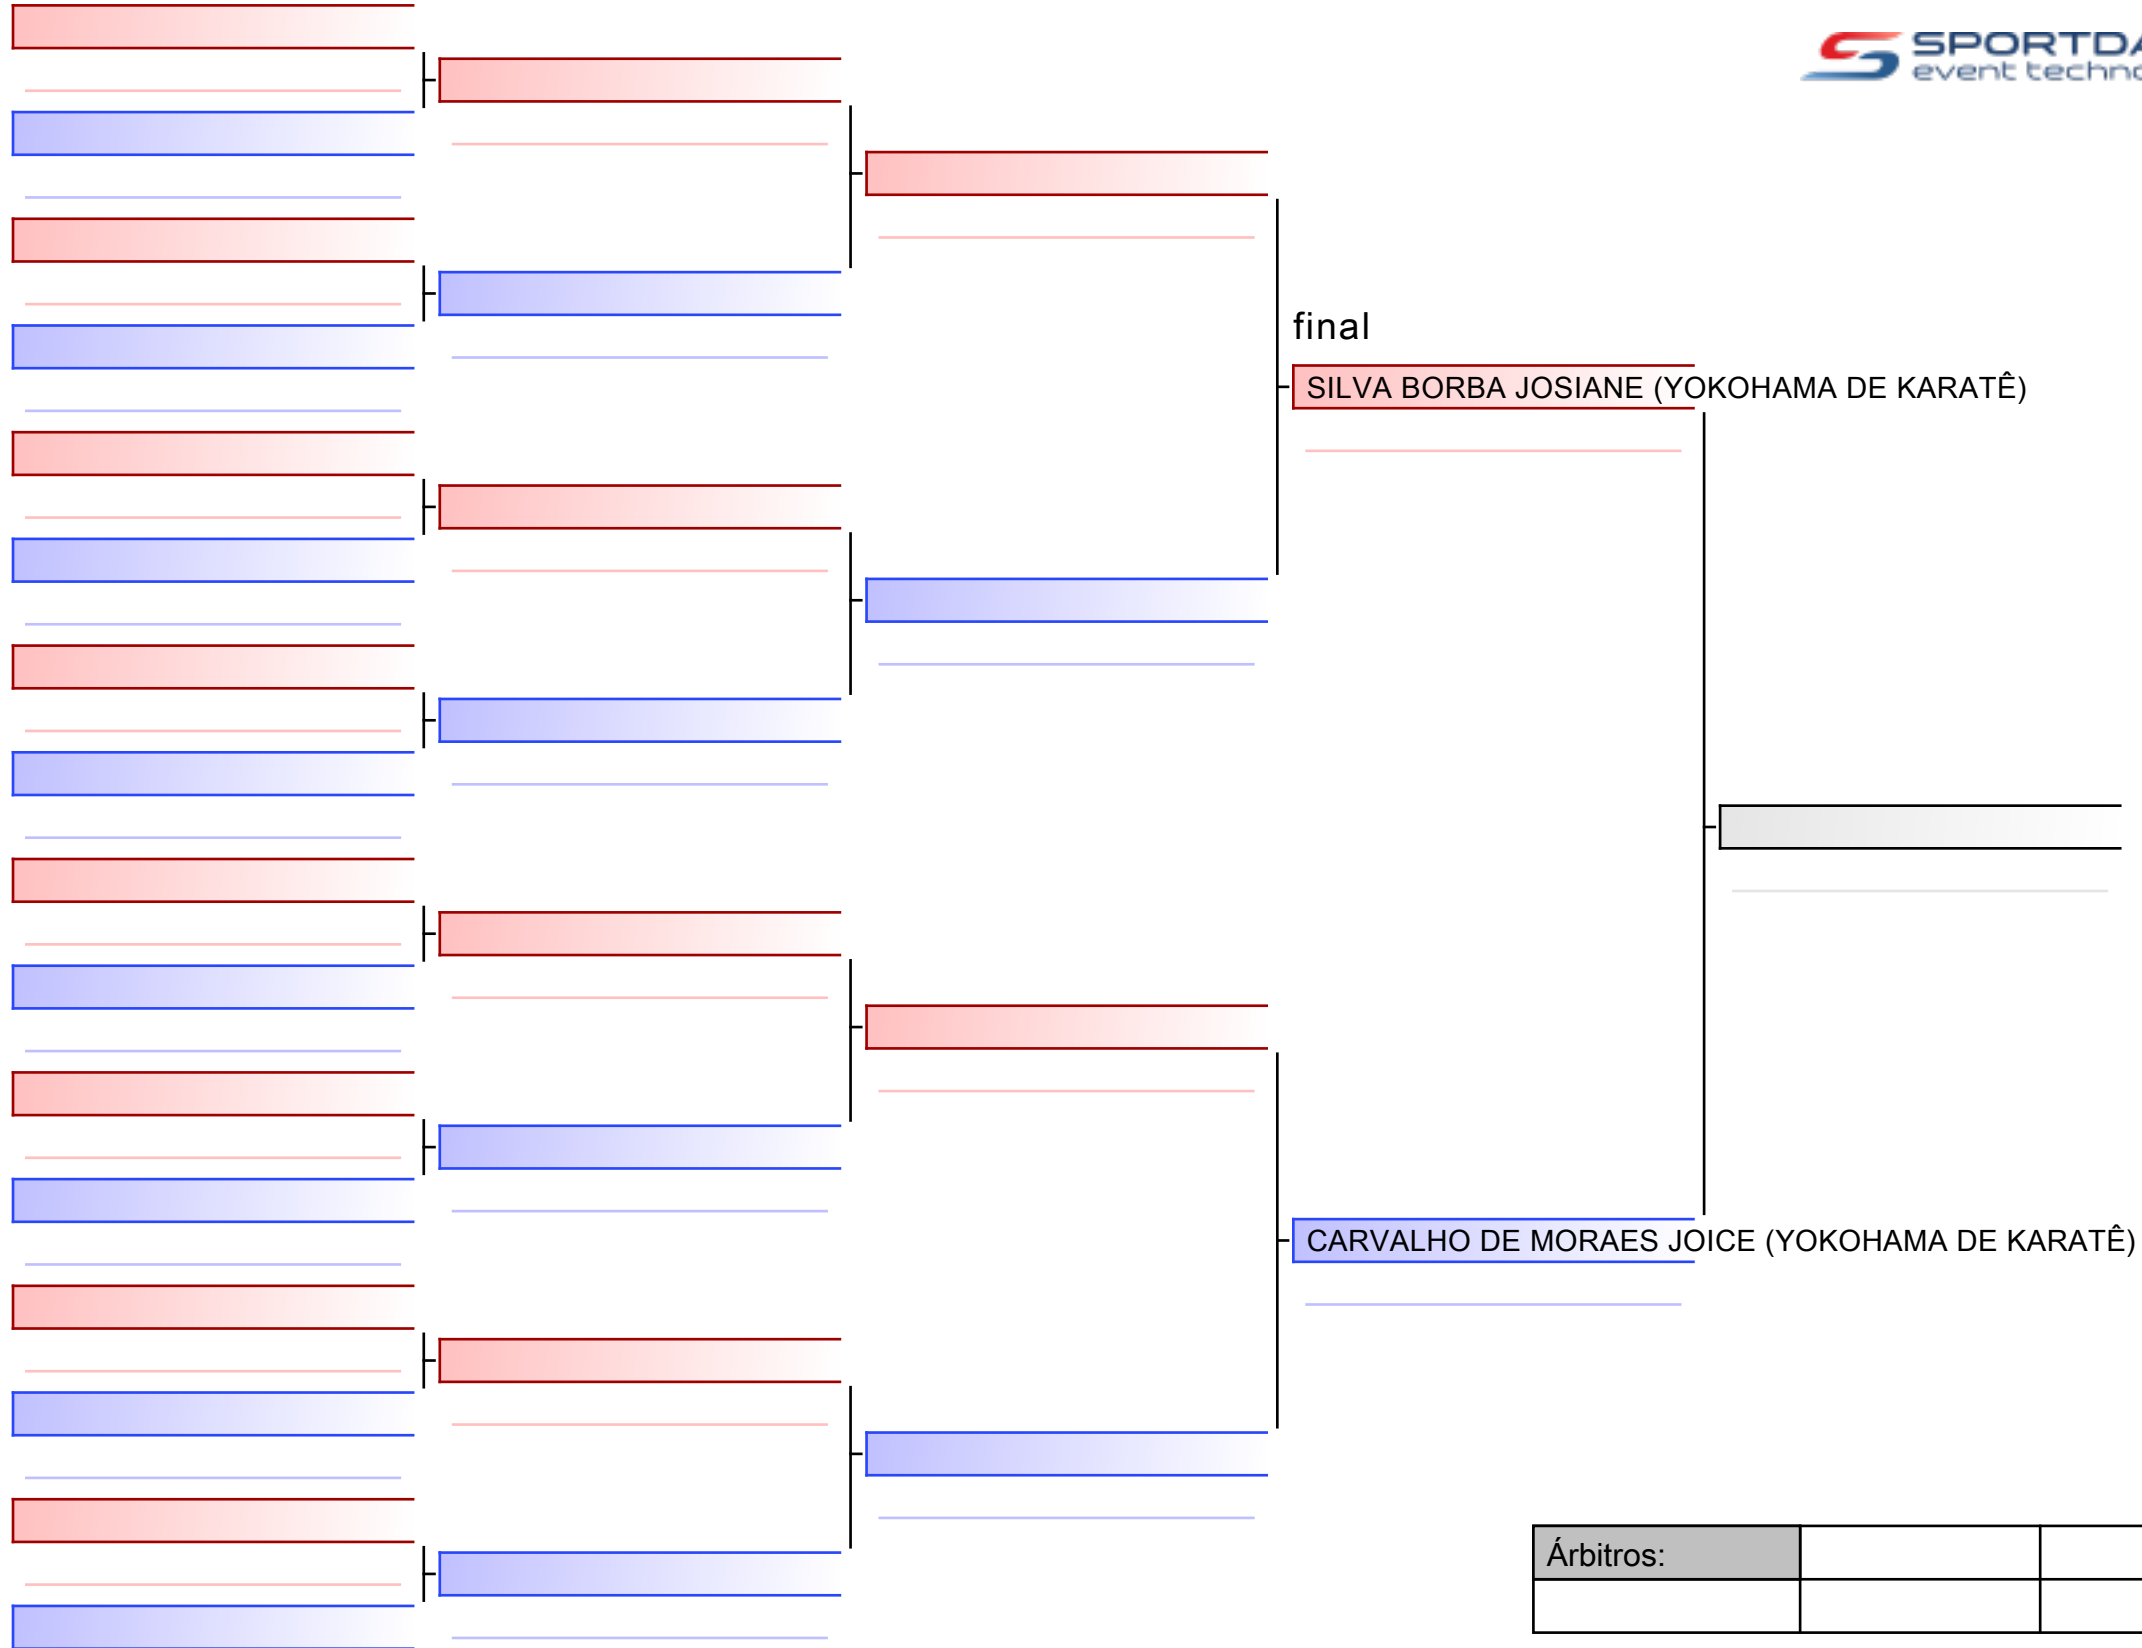 SPORTDA
event techno
final
SILVA BORBA JOSIANE (YOKOHAMA DE KARATÊ)
CARVALHO DE MORAES JOICE (YOKOHAMA DE KARATÊ)
Árbitros: